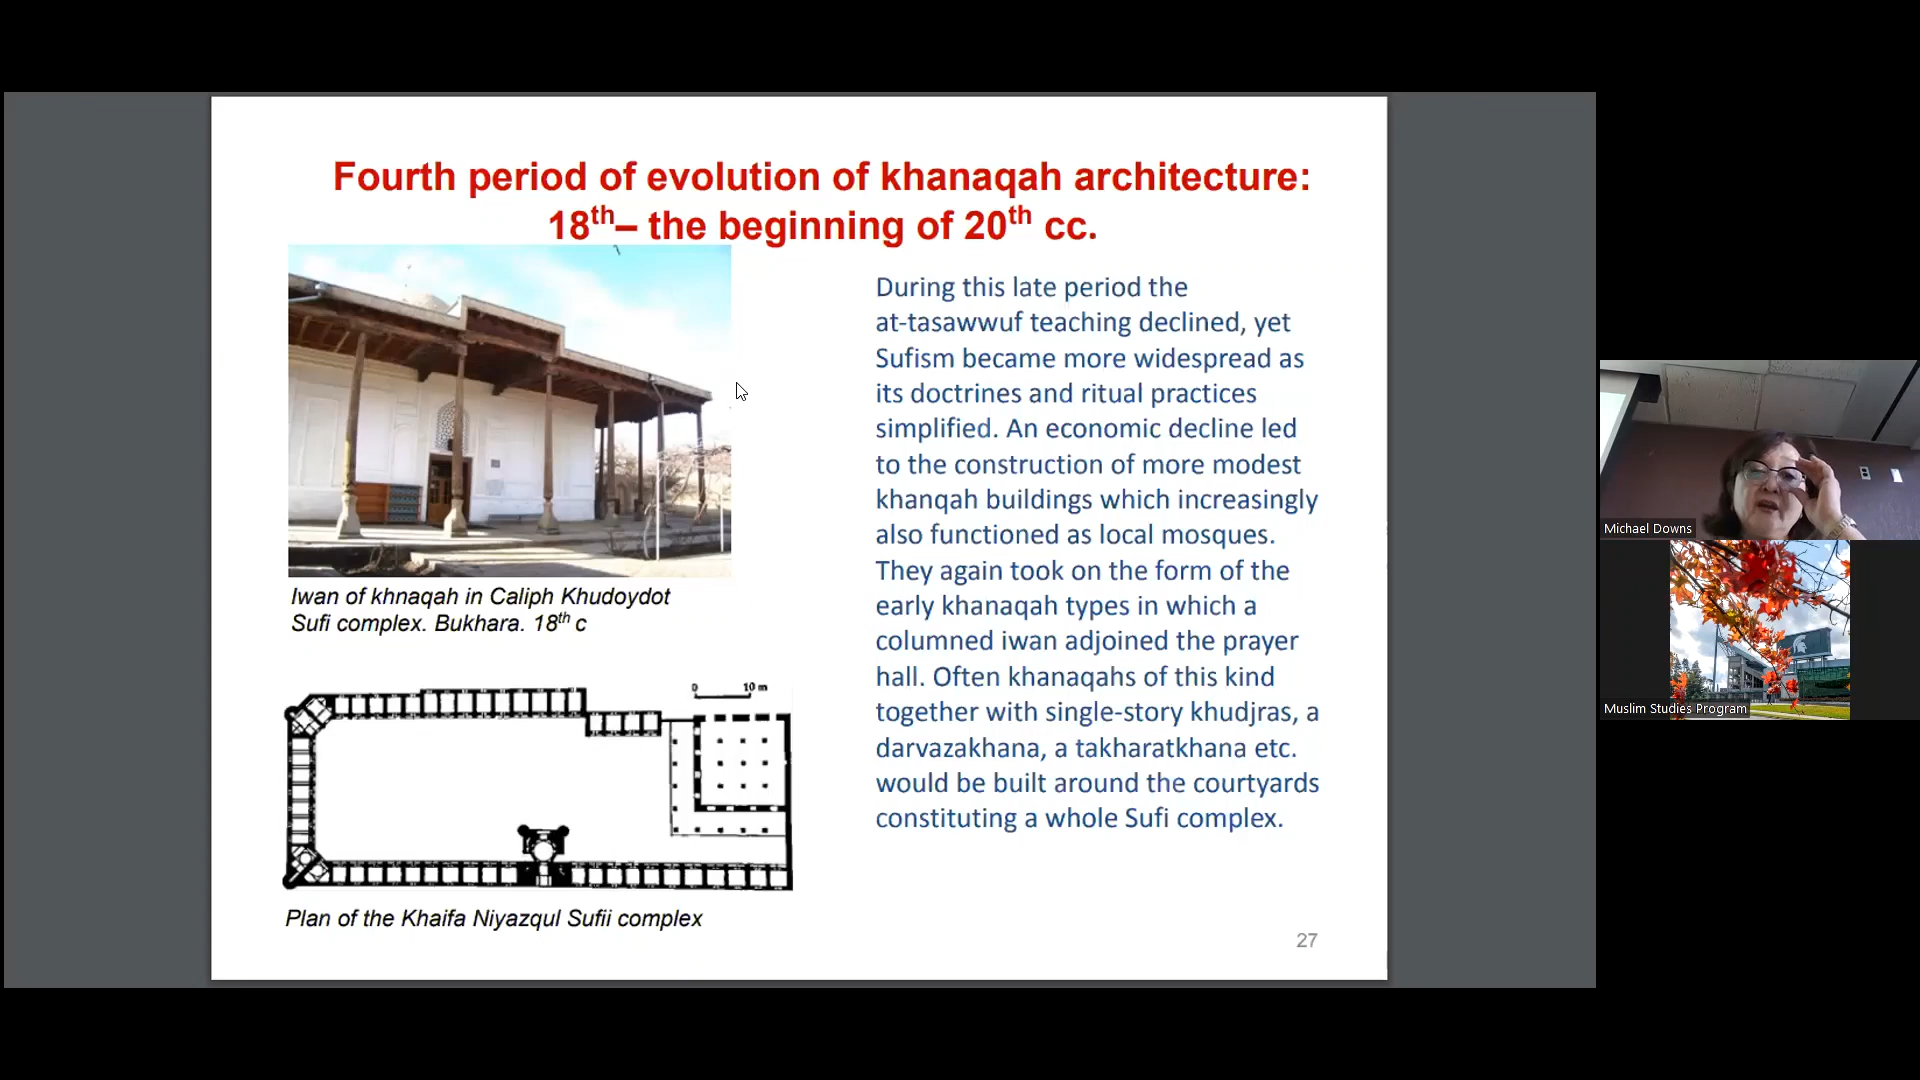 Fourth period of evolution of khanaqah architecture:
18th– the beginning of 20th cc.
During this late period the
at-tasawwuf teaching declined, yet
Sufism became more widespread as
its doctrines and ritual practices
simplified. An economic decline led
to the construction of more modest
khanqah buildings which increasingly
also functioned as local mosques.
They again took on the form of the
early khanaqah types in which a
columned iwan adjoined the prayer
hall. Often khanaqahs of this kind
together with single-story khudjras, a
darvazakhana, a takharatkhana etc.
would be built around the courtyards
constituting a whole Sufi complex.
Iwan of khnaqah in Caliph Khudoydot
Sufi complex. Bukhara. 18th c
0 10 m
Plan of the Khaifa Niyazqul Sufii complex
27
Michael Downs
Muslim Studies Program